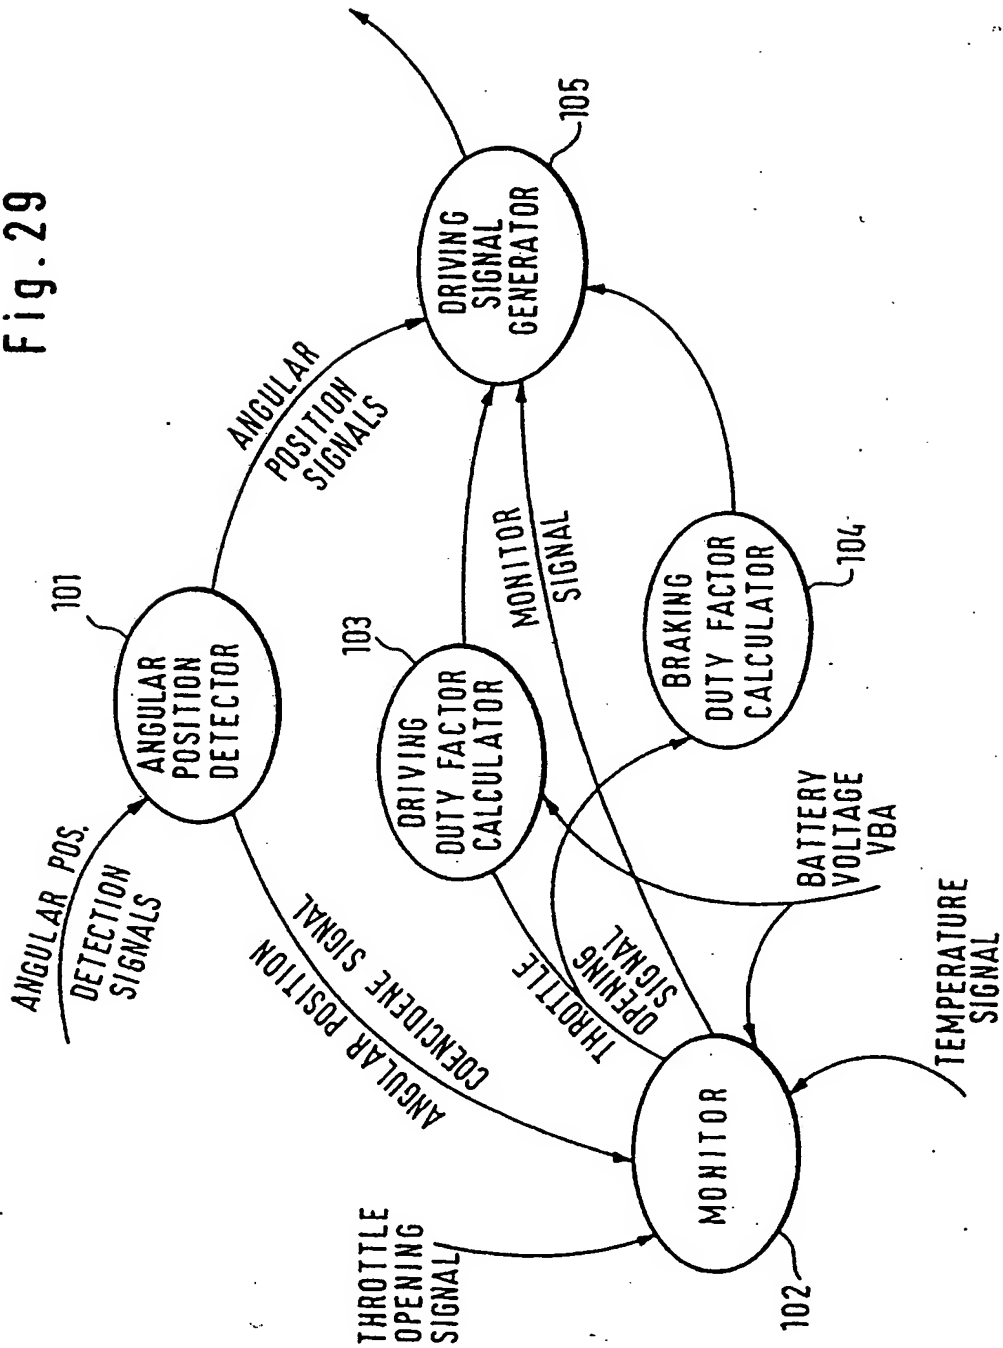 Fig.29
ANGULAR POS.
DETECTION
SIGNALS
101
ANGULAR
POSITION
DETECTOR
ANGULAR
POSITION
SIGNALS
ANGULAR POSITION
COENCIDENE SIGNAL
103
DRIVING
DUTY FACTOR
CALCULATOR
DRIVING
SIGNAL
GENERATOR
105
MONITOR
SIGNAL
THROTTLE
OPENING
SIGNAL
THROTTLE
OPENING
SIGNAL
MONITOR
102
BRAKING
DUTY FACTOR
CALCULATOR
104
BATTERY
VOLTAGE
VBA
TEMPERATURE
SIGNAL